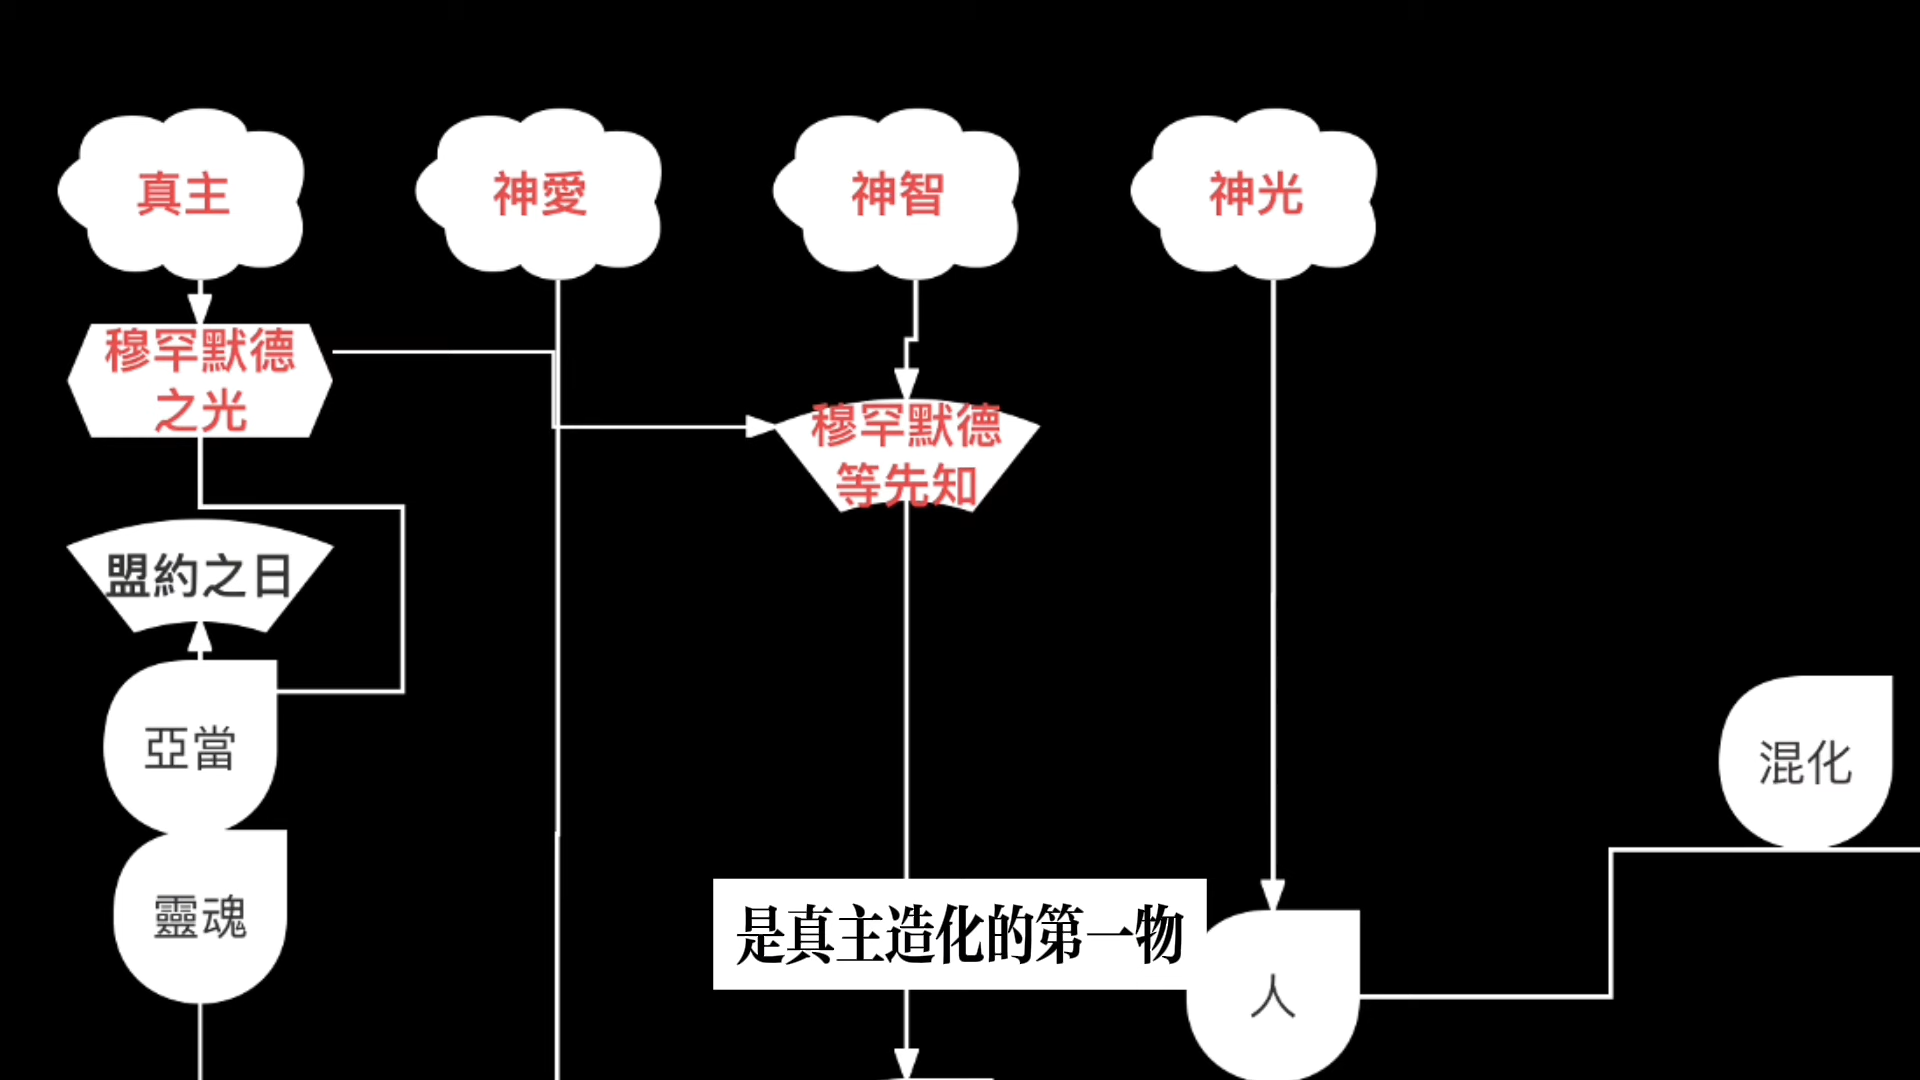 真主
神愛
神智
神光
穆罕默德
之光
穆罕默德
等先知
盟約之日
亞當
混化
靈魂
是真主造化的第一物
人